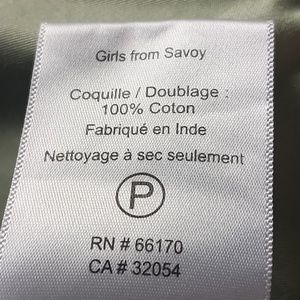 Girls from Savoy
Coquille / Doublage :
100% Coton
Fabriqué en Inde
Nettoyage à sec seulement
P
RN # 66170
CA # 32054